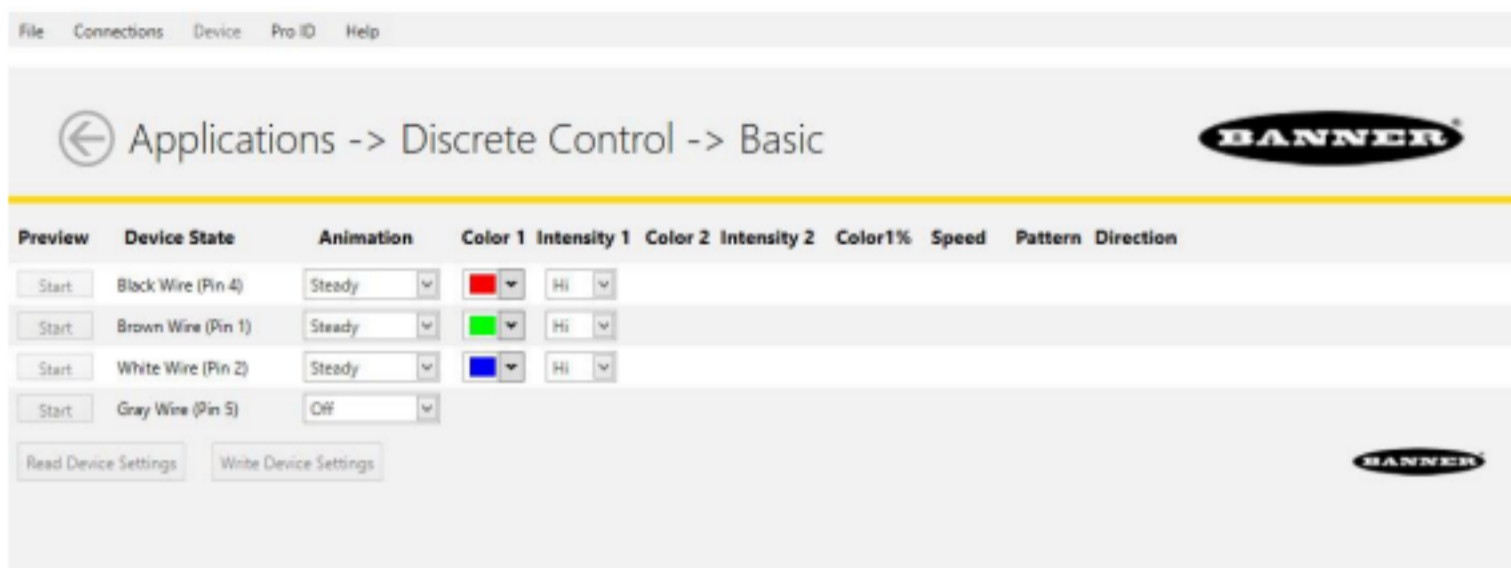 File Connections Device Pro ID Help
Applications -> Discrete Control -> Basic
BANNER
Preview Device State Animation Color 1 Intensity 1 Color 2 Intensity 2 Color1% Speed Pattern Direction
Start Black Wire (Pin 4) Steady Hi
Start Brown Wire (Pin 1) Steady Hi
Start White Wire (Pin 2) Steady Hi
Start Gray Wire (Pin 5) Off
Read Device Settings Write Device Settings
BANNER